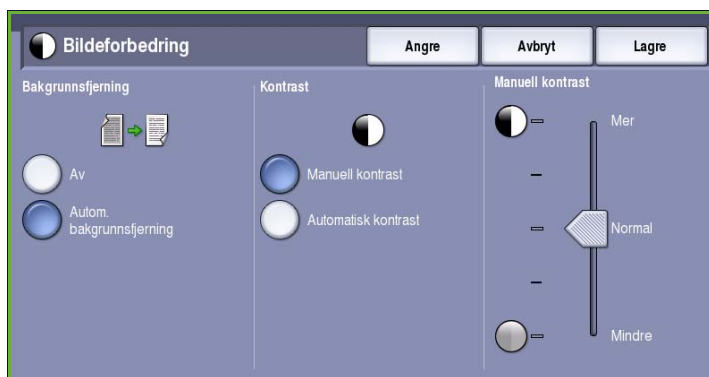 Bildeforbedring
Angre
Avbryt
Lagre
Bakgrunnsfjerning
Av
Autom.
bakgrunnsfjerning
Kontrast
Manuell kontrast
Automatisk kontrast
Manuell kontrast
Mer
Normal
Mindre